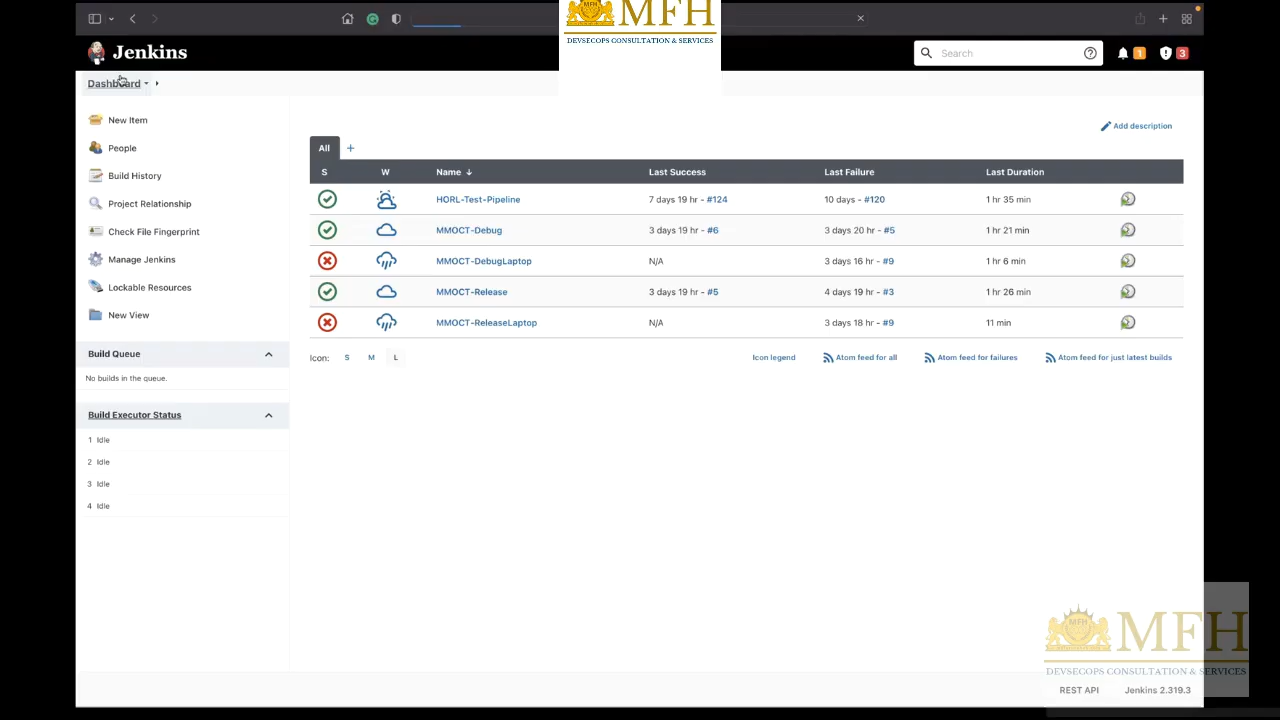 MFH
DEVSECOPS CONSULTATION & SERVICES
Jenkins
Search
1
3
Dashboard
New Item
People
Build History
Project Relationship
Check File Fingerprint
Manage Jenkins
Lockable Resources
New View
Build Queue
No builds in the queue.
Build Executor Status
1 Idle
2 Idle
3 Idle
4 Idle
Add description
All +
S W Name ↓ Last Success Last Failure Last Duration
HORL-Test-Pipeline 7 days 19 hr - #124 10 days - #120 1 hr 35 min
MMOCT-Debug 3 days 19 hr - #6 3 days 20 hr - #5 1 hr 21 min
MMOCT-DebugLaptop N/A 3 days 16 hr - #9 1 hr 6 min
MMOCT-Release 3 days 19 hr - #5 4 days 19 hr - #3 1 hr 26 min
MMOCT-ReleaseLaptop N/A 3 days 18 hr - #9 11 min
Icon: S M L Icon legend Atom feed for all Atom feed for failures Atom feed for just latest builds
MFH
MFH
DEVSECOPS CONSULTATION & SERVICES
REST API Jenkins 2.319.3